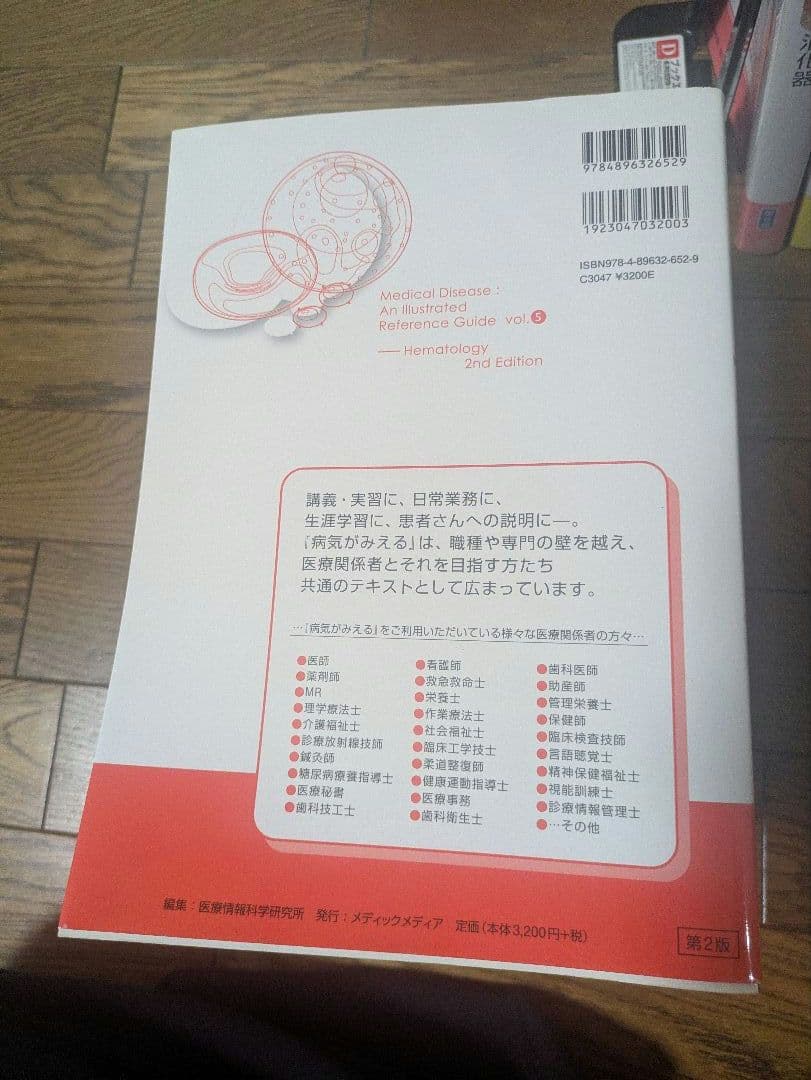 D
ブックエ
消化器
9784896326529
1923047032003
ISBN978-4-89632-652-9
C3047 ¥3200E
Medical Disease :
An Illustrated
Reference Guide vol.5
— Hematology
2nd Edition
講義・実習に、日常業務に、
生涯学習に、患者さんへの説明に―。
『病気がみえる』は、職種や専門の壁を越え、
医療関係者とそれを目指す方たち
共通のテキストとして広まっています。
…『病気がみえる』をご利用いただいている様々な医療関係者の方々…
●医師
●薬剤師
●MR
●理学療法士
●介護福祉士
●診療放射線技師
●鍼灸師
●糖尿病療養指導士
●医療秘書
●歯科技工士
●看護師
●救急救命士
●栄養士
●作業療法士
●社会福祉士
●臨床工学技士
●柔道整復師
●健康運動指導士
●医療事務
●歯科衛生士
●歯科医師
●助産師
●管理栄養士
●保健師
●臨床検査技師
●言語聴覚士
●精神保健福祉士
●視能訓練士
●診療情報管理士
●…その他
編集：医療情報科学研究所 発行：メディックメディア 定価（本体3,200円+税）
第2版